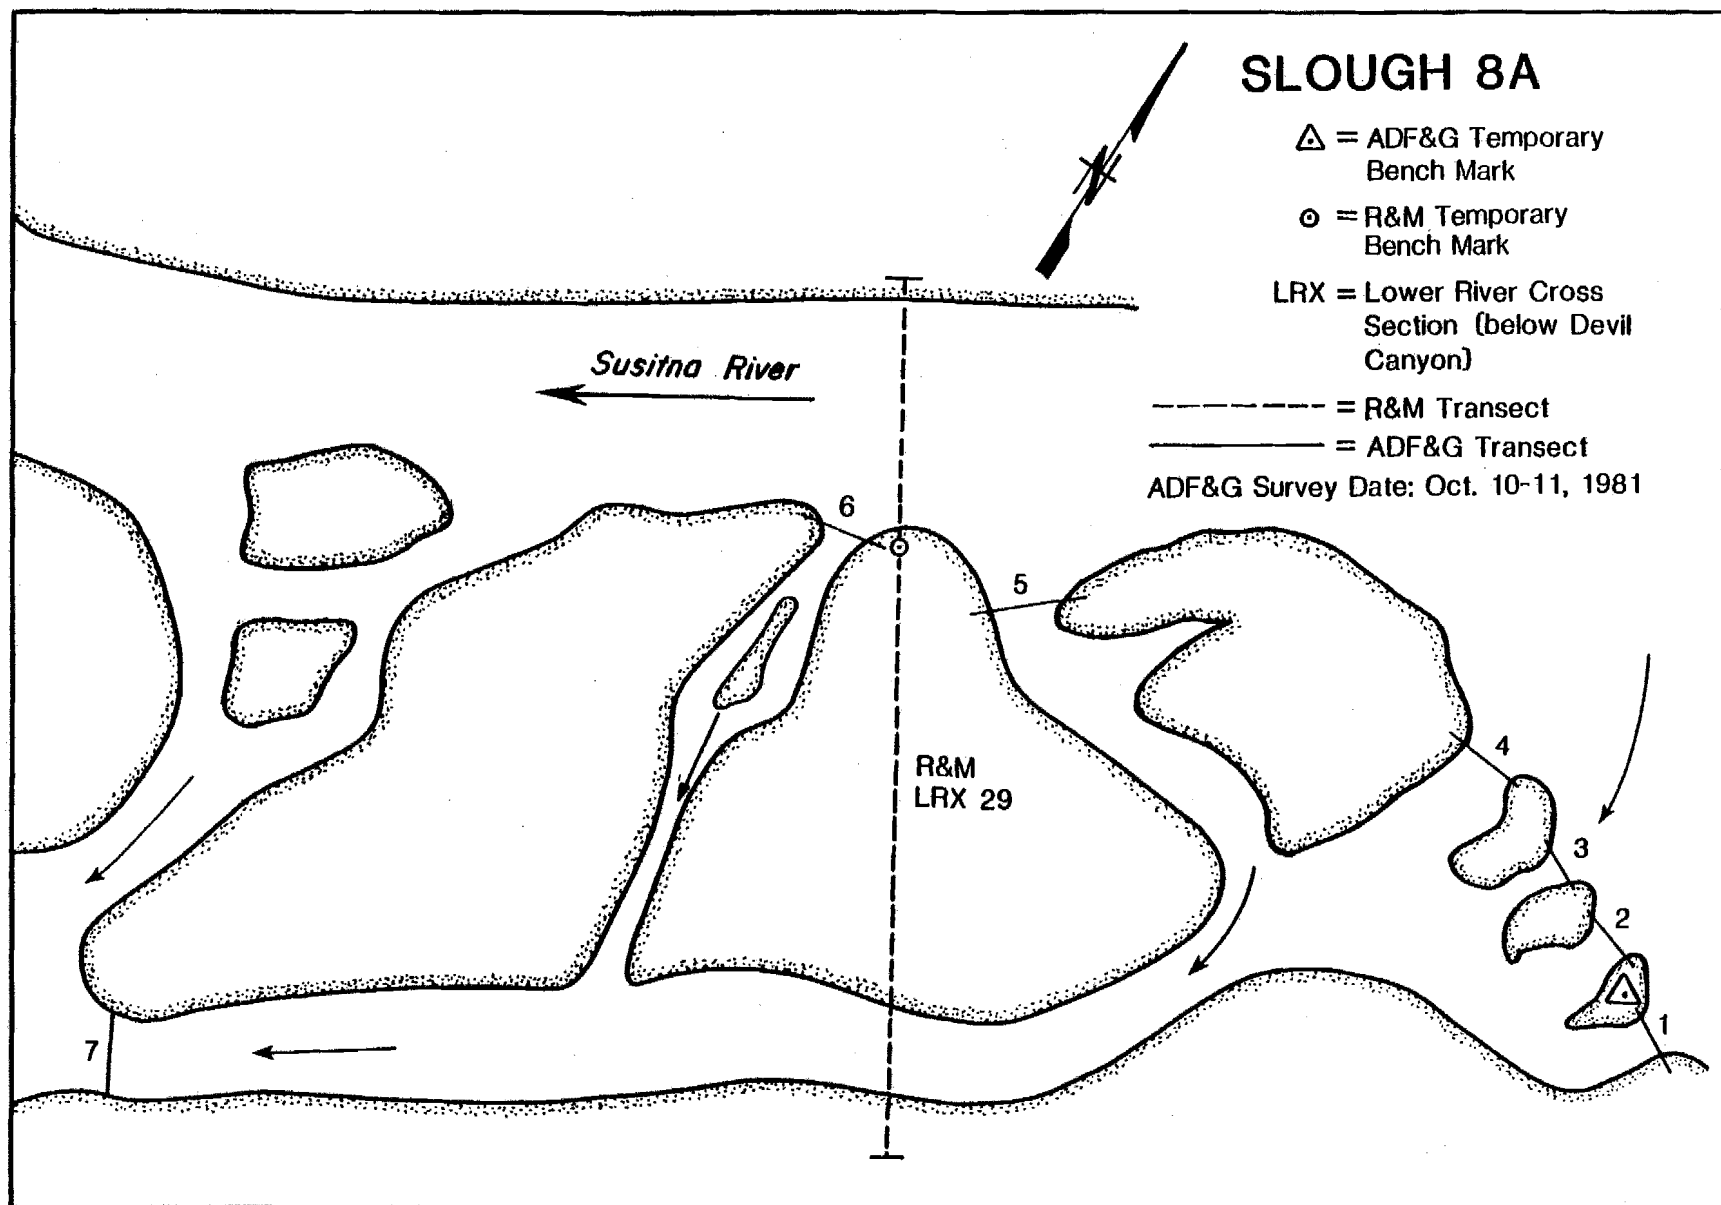 SLOUGH 8A
= ADF&G Temporary
Bench Mark
= R&M Temporary
Bench Mark
LRX = Lower River Cross
Section (below Devil
Canyon)
= R&M Transect
= ADF&G Transect
ADF&G Survey Date: Oct. 10-11, 1981
Susitna River
6
5
4
R&M
LRX 29
3
2
1
7